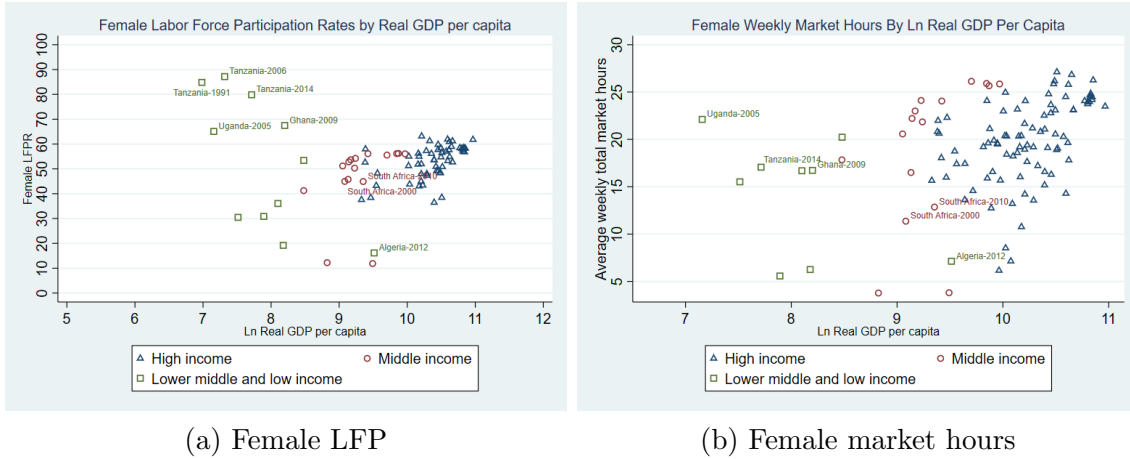 Female Labor Force Participation Rates by Real GDP per capita
Female LFPR
100
90
80
70
60
50
40
30
20
10
0
Tanzania-2006
Tanzania-1991
Tanzania-2014
Uganda-2005
Ghana-2009
South Africa-2010
South Africa-2000
Algeria-2012
5 6 7 8 9 10 11 12
Ln Real GDP per capita
High income
Middle income
Lower middle and low income
(a) Female LFP
Female Weekly Market Hours By Ln Real GDP Per Capita
Average weekly total market hours
30
25
20
15
10
5
Uganda-2005
Tanzania-2014
Ghana-2009
South Africa-2010
South Africa-2000
Algeria-2012
7 8 9 10 11
Ln Real GDP per capita
High income
Middle income
Lower middle and low income
(b) Female market hours